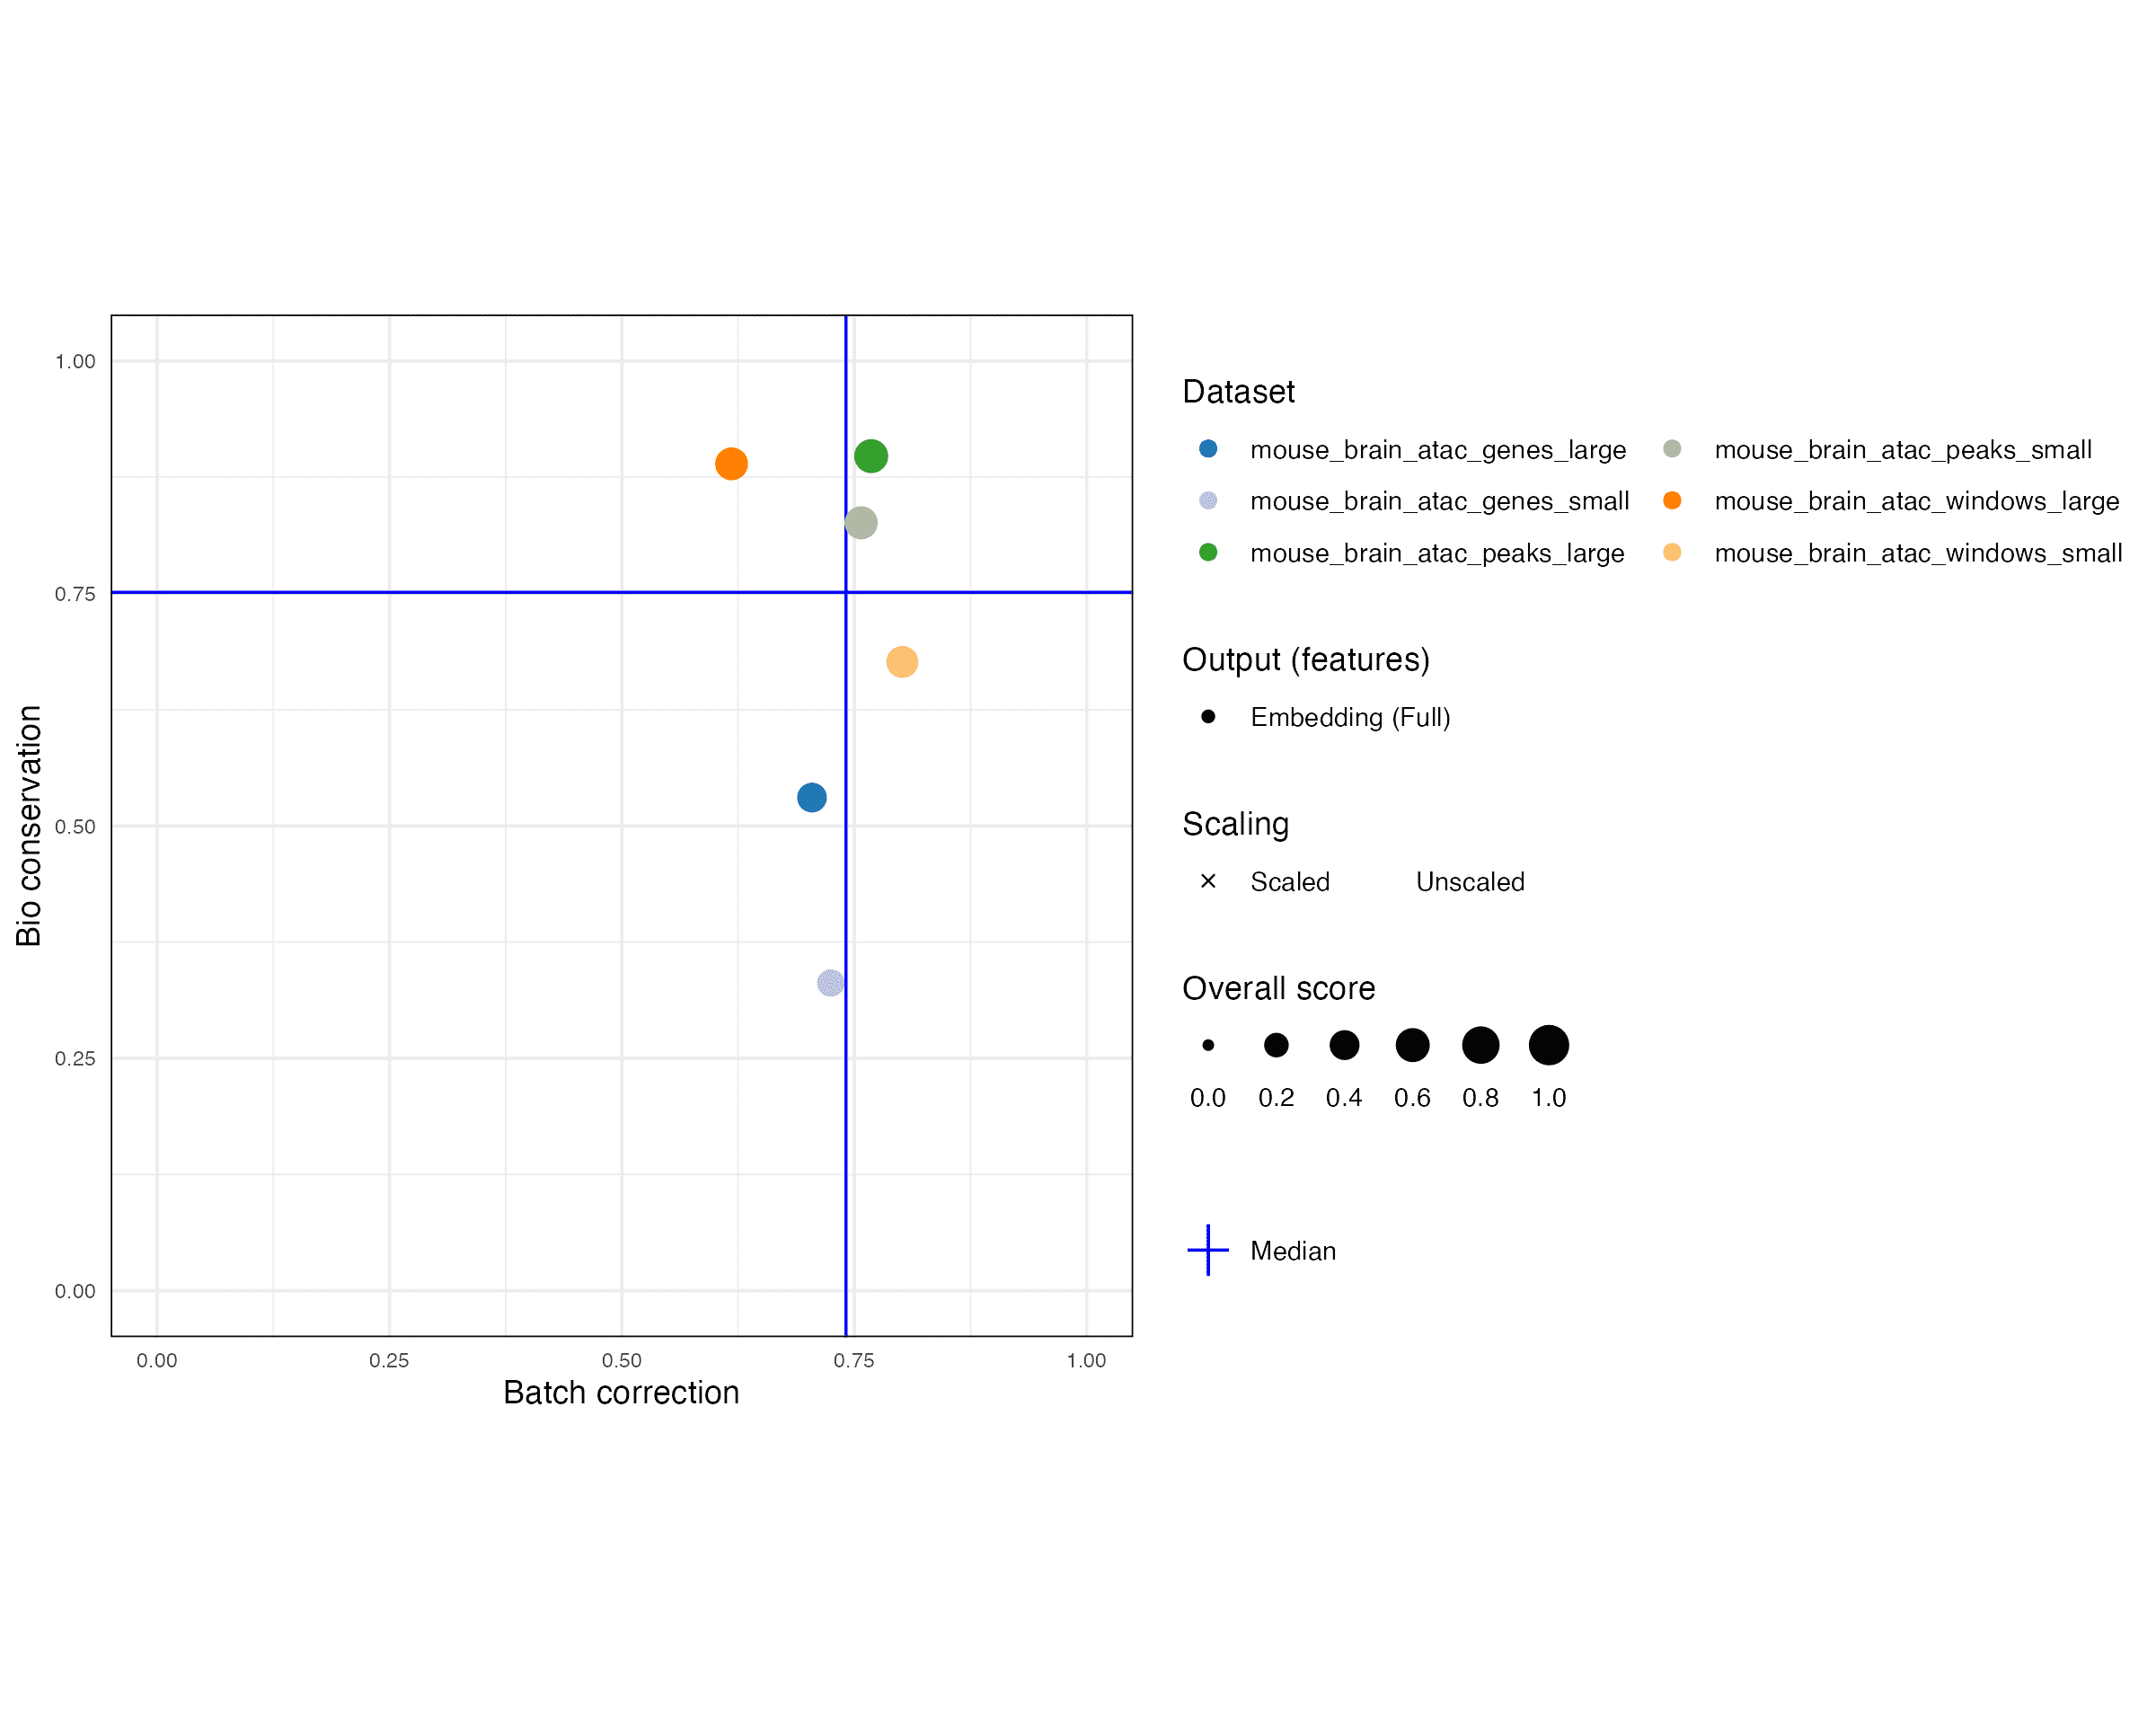 1.00
0.75
0.50
0.25
0.00
Bio conservation
0.00 0.25 0.50 0.75 1.00
Batch correction
Dataset
mouse_brain_atac_genes_large mouse_brain_atac_peaks_small
mouse_brain_atac_genes_small mouse_brain_atac_windows_large
mouse_brain_atac_peaks_large mouse_brain_atac_windows_small
Output (features)
Embedding (Full)
Scaling
Scaled Unscaled
Overall score
0.0 0.2 0.4 0.6 0.8 1.0
Median